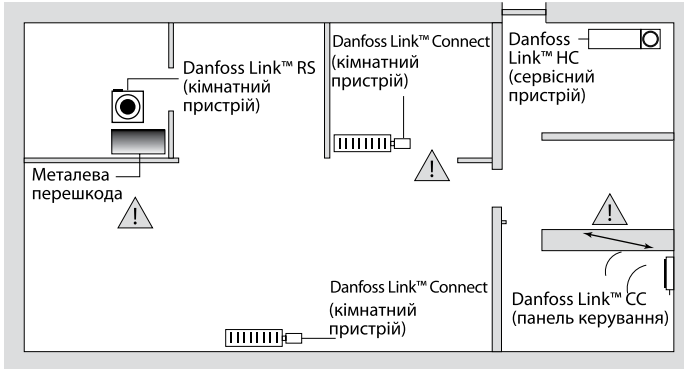 Danfoss Link™ RS
(кімнатний
пристрій)
Danfoss Link™ Connect
(кімнатний
пристрій)
Danfoss
Link™ HC
(сервісний
пристрій)
Металева
перешкода
!
!
!
Danfoss Link™ Connect
(кімнатний
пристрій)
Danfoss Link™ CC
(панель керування)